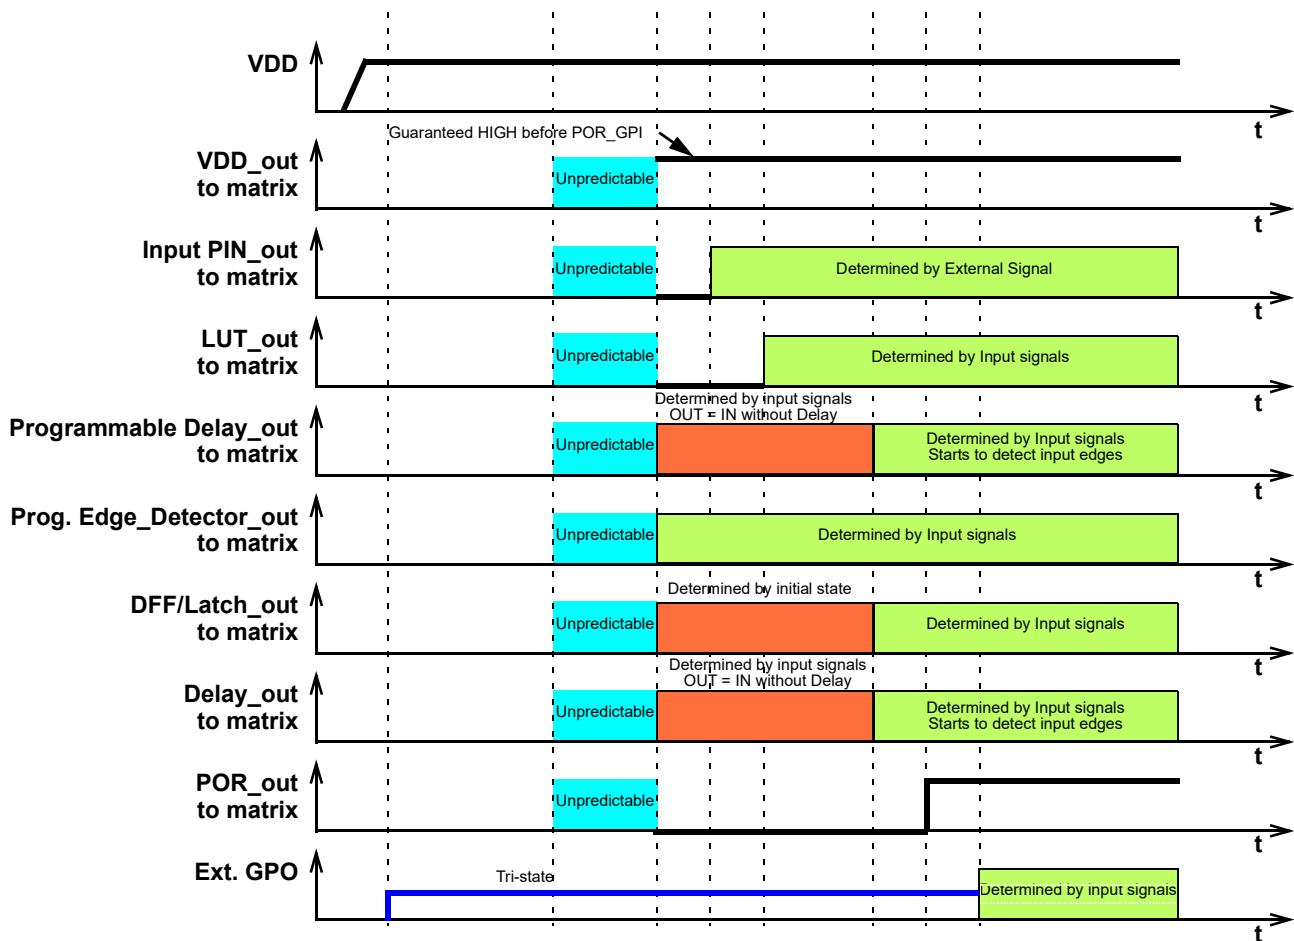 VDD
t
Guaranteed HIGH before POR_GPI
VDD_out
to matrix
Unpredictable
t
Input PIN_out
to matrix
Unpredictable
Determined by External Signal
t
LUT_out
to matrix
Unpredictable
Determined by Input signals
t
Determined by input signals
OUT = IN without Delay
Programmable Delay_out
to matrix
Unpredictable
Determined by Input signals
Starts to detect input edges
t
Prog. Edge_Detector_out
to matrix
Unpredictable
Determined by Input signals
t
Determined by initial state
DFF/Latch_out
to matrix
Unpredictable
Determined by Input signals
t
Determined by input signals
OUT = IN without Delay
Delay_out
to matrix
Unpredictable
Determined by Input signals
Starts to detect input edges
t
POR_out
to matrix
Unpredictable
t
Ext. GPO
Tri-state
Determined by input signals
t